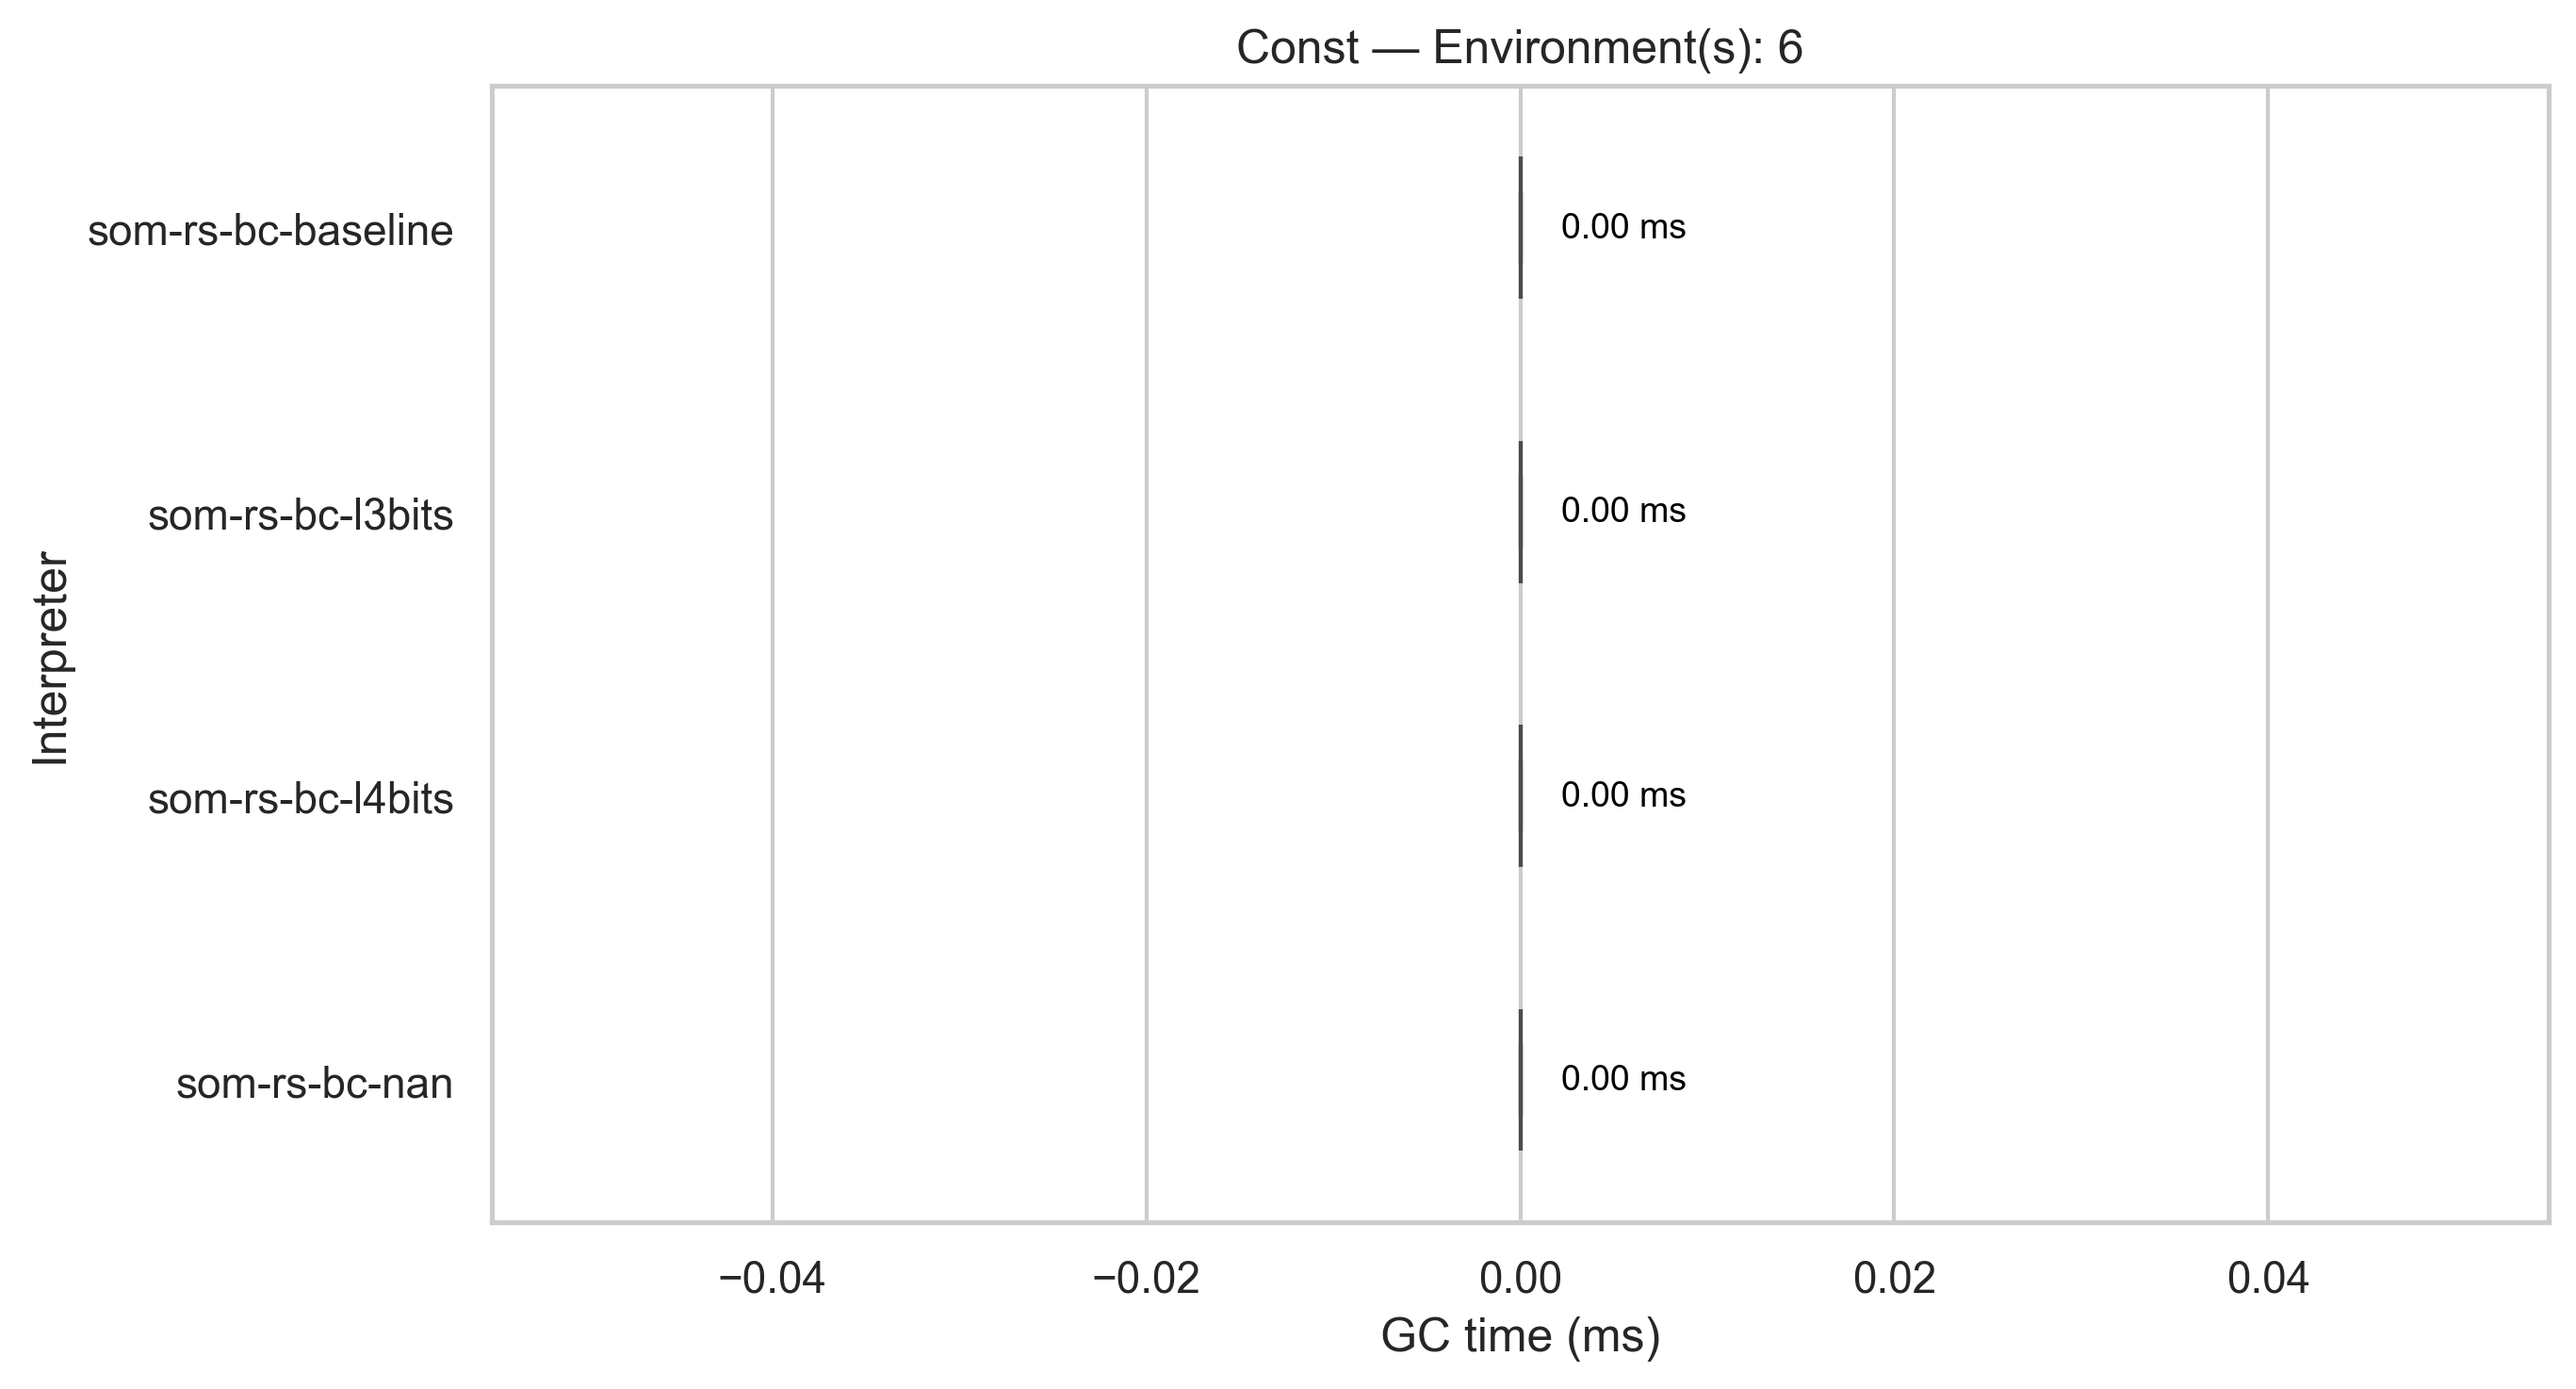 Const — Environment(s): 6
som-rs-bc-baseline
0.00 ms
som-rs-bc-l3bits
0.00 ms
som-rs-bc-l4bits
0.00 ms
som-rs-bc-nan
0.00 ms
Interpreter
−0.04 −0.02 0.00 0.02 0.04
GC time (ms)